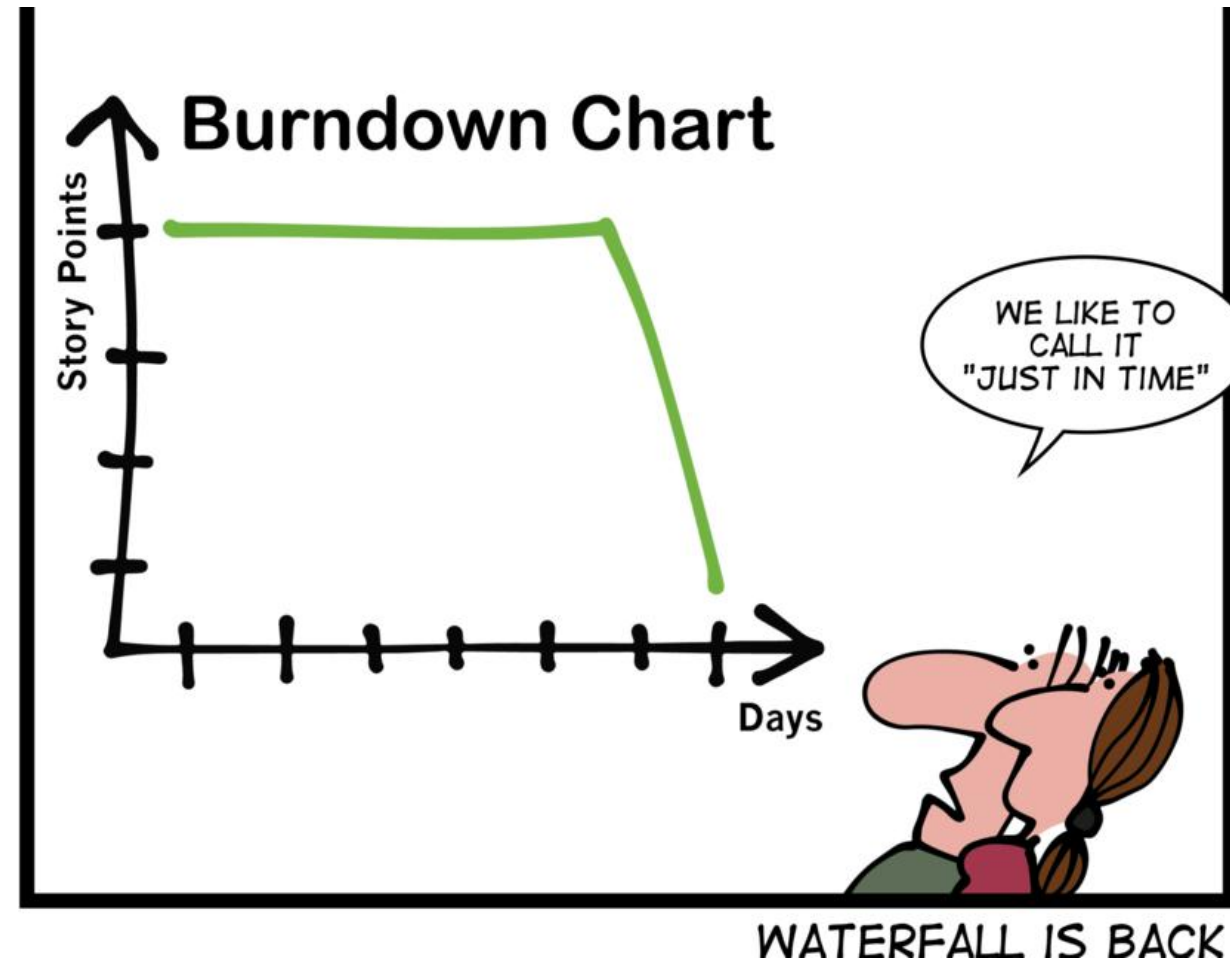 Burndown Chart
Story Points
WE LIKE TO
CALL IT
"JUST IN TIME"
Days
WATERFALL IS BACK